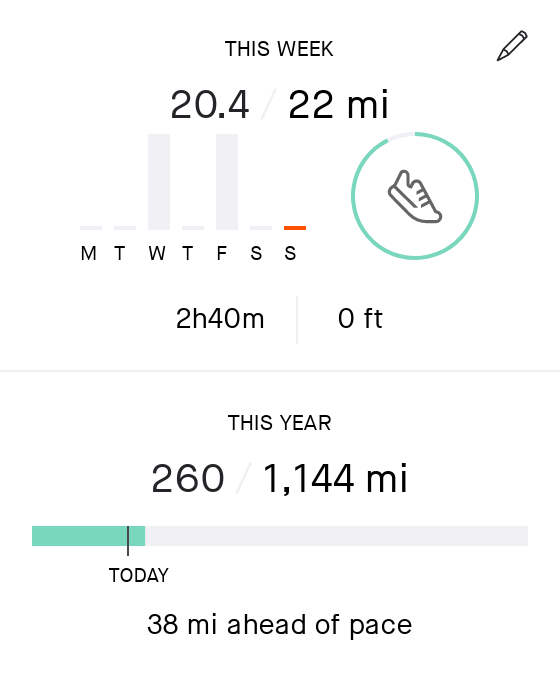 THIS WEEK
20.4 / 22 mi
M T W T F S S
2h40m 0 ft
THIS YEAR
260 / 1,144 mi
TODAY
38 mi ahead of pace